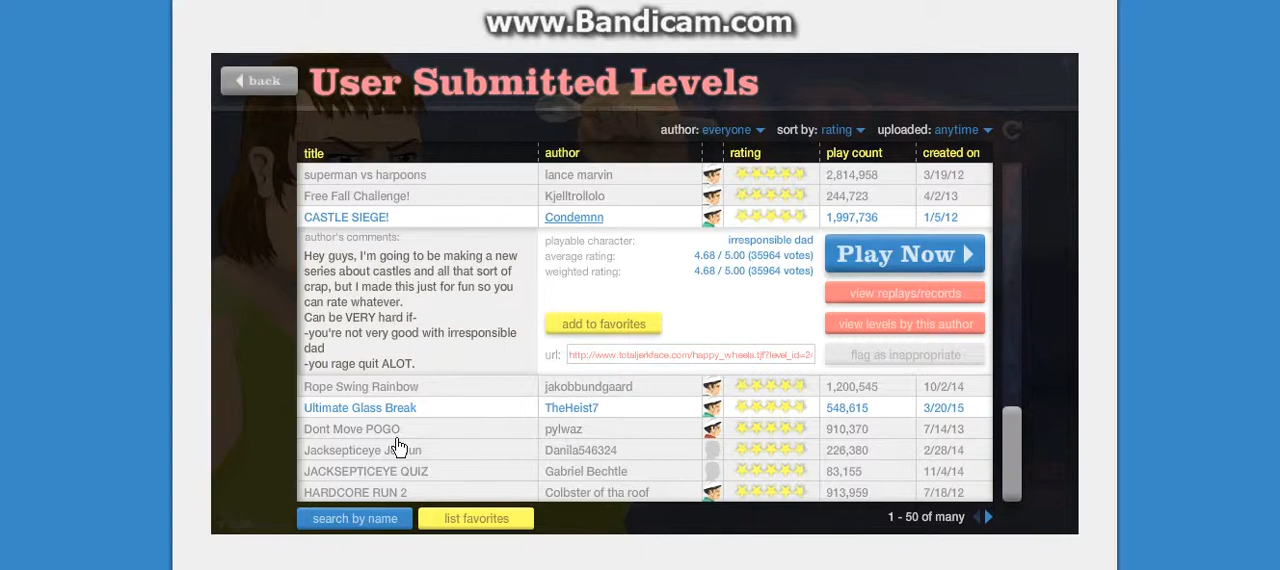 www.Bandicam.com
back
User Submitted Levels
author: everyone sort by: rating uploaded: anytime
title author rating play count created on
superman vs harpoons lance marvin 2,814,958 3/19/12
Free Fall Challenge! Kjelltrollolo 244,723 4/2/13
CASTLE SIEGE! Condemnn 1,997,736 1/5/12
author's comments:
Hey guys, I'm going to be making a new
series about castles and all that sort of
crap, but I made this just for fun so you
can rate whatever.
Can be VERY hard if-
-you're not very good with irresponsible
dad
-you rage quit ALOT.
playable character: irresponsible dad
average rating: 4.68 / 5.00 (35964 votes)
weighted rating: 4.68 / 5.00 (35964 votes)
add to favorites
url: http://www.totaljerkface.com/happy_wheels.tjf?level_id=2
Play Now
view replays/records
view levels by this author
flag as inappropriate
Rope Swing Rainbow jakobbundgaard 1,200,545 10/2/14
Ultimate Glass Break TheHeist7 548,615 3/20/15
Dont Move POGO pylwaz 910,370 7/14/13
Jacksepticeye Danila546324 226,380 2/28/14
JACKSEPTICEYE QUIZ Gabriel Bechtle 83,155 11/4/14
HARDCORE RUN 2 Colbster of tha roof 913,959 7/18/12
search by name list favorites 1 - 50 of many